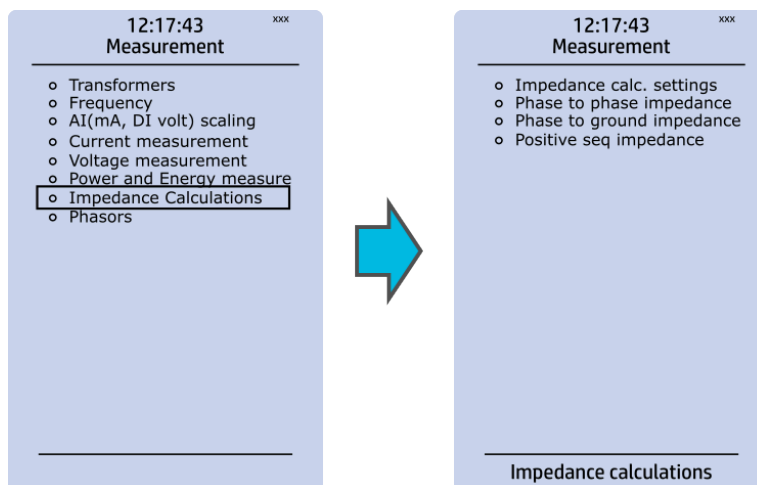 12:17:43
xxx
Measurement
Transformers
Frequency
AI(mA, DI volt) scaling
Current measurement
Voltage measurement
Power and Energy measure
Impedance Calculations
Phasors
12:17:43
xxx
Measurement
Impedance calc. settings
Phase to phase impedance
Phase to ground impedance
Positive seq impedance
Impedance calculations